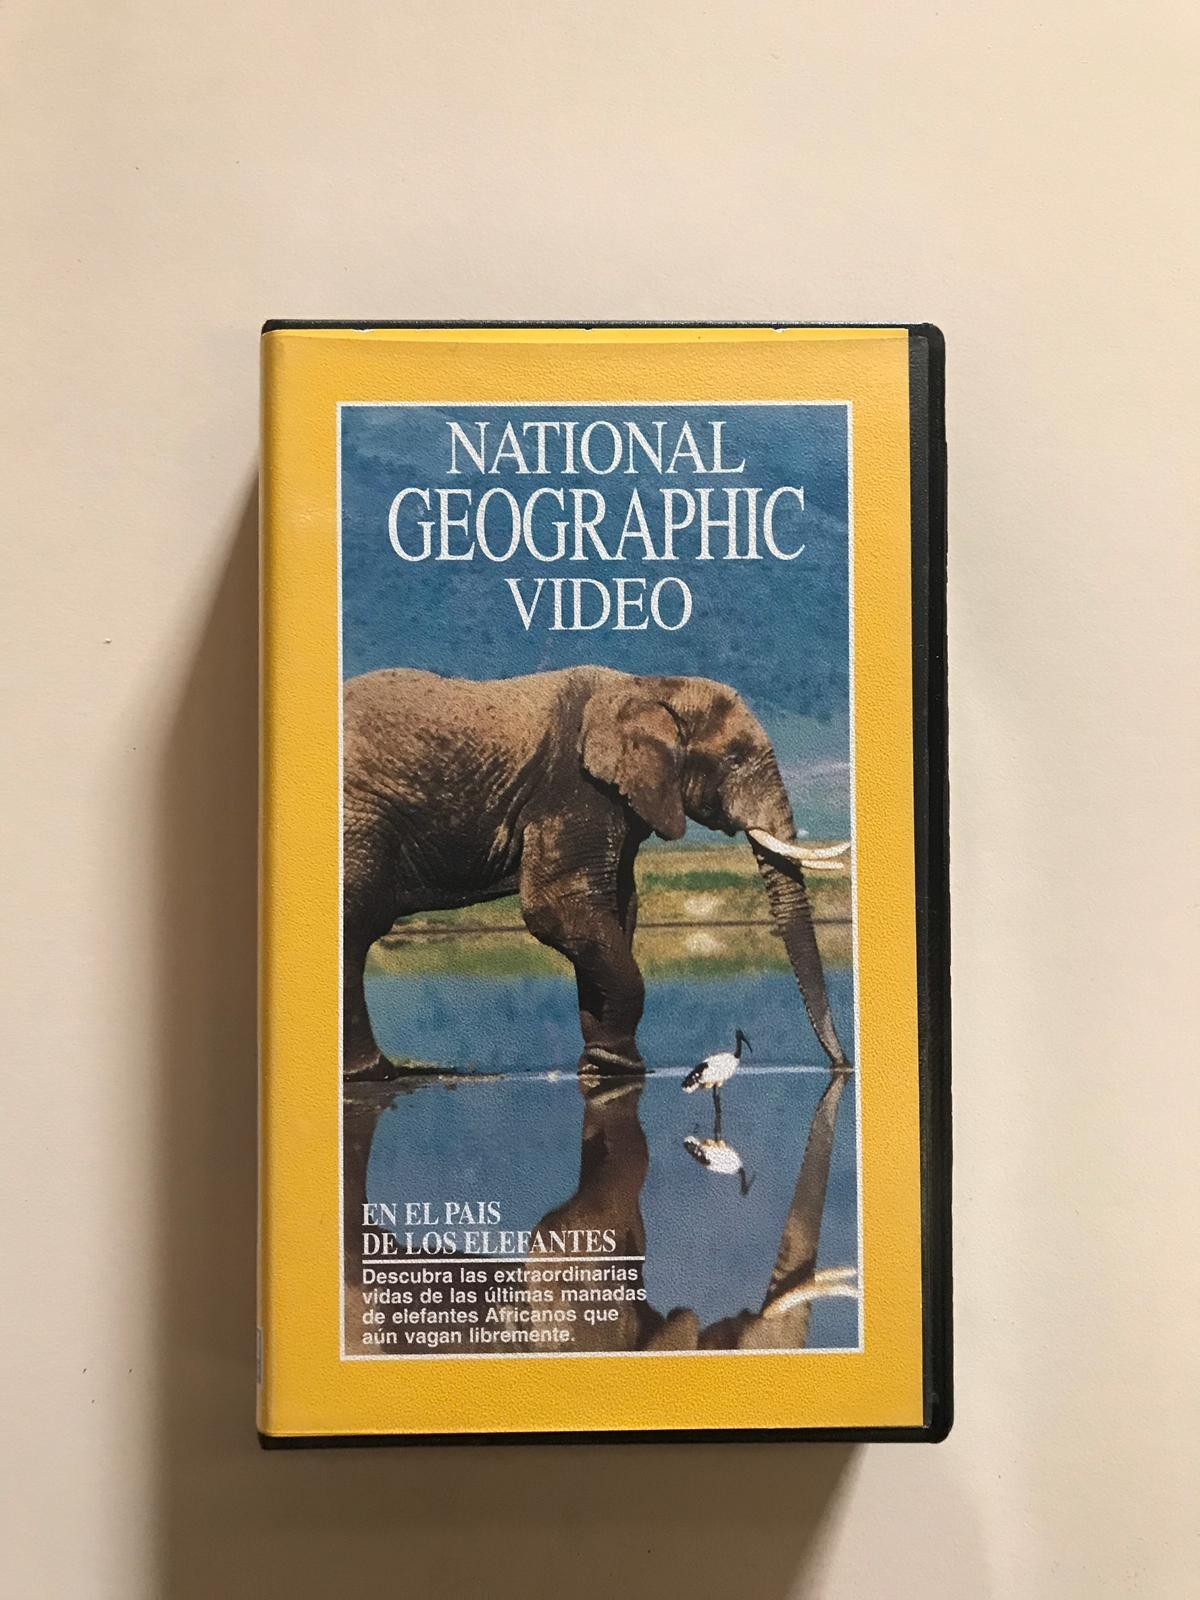 NATIONAL
GEOGRAPHIC
VIDEO
EN EL PAIS
DE LOS ELEFANTES
Descubra las extraordinarias
vidas de las últimas manadas
de elefantes Africanos que
aún vagan libremente.